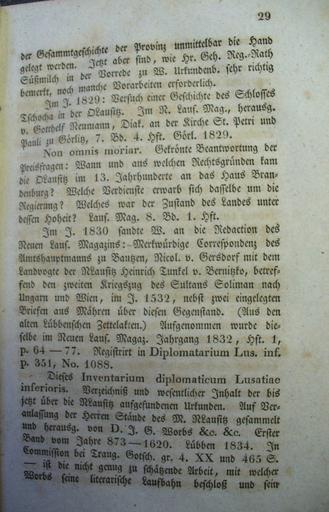 29
der Gesammtgeschichte der Provinz unmittelbar die Hand
gelegt werden. Jetzt aber sind, wie Hr. Geh. Reg.-Rath
Süßmilch in der Vorrede zu W. Urkundenb. sehr richtig
bemerkt, noch manche Vorarbeiten erforderlich.
Im J. 1829: Versuch einer Geschichte des Schlosses
Tschocha in der OLausitz. Im N. Lauf. Mag., herausg.
v. Gotthelf Neumann, Diak. an der Kirche St. Petri und
Pauli zu Görlitz, 7. Bd. 4. Hft. Görl. 1829.
Non omnis moriar. Gekrönte Beantwortung der
Preisfragen: Wann und aus welchen Rechtsgründen kam
die OLausitz im 13. Jahrhunderte an das Haus Bran-
denburg? Welche Verdienste erwarb sich dasselbe um die
Regierung? Welches war der Zustand des Landes unter
dessen Hoheit? Laus. Mag. 8. Bd. 1. Hft.
Im J. 1830 sandte W. an die Redaction des
Neuen Laus. Magazins: Merkwürdige Correspondenz des
Amtshauptmanns zu Bautzen, Nicol. v. Gersdorf mit dem
Landvogte der NLausitz Heinrich Tunkel v. Bernitzko, betref-
fend den zweiten Kriegszug des Sultans Soliman nach
Ungarn und Wien, im J. 1532, nebst zwei eingelegten
Briefen aus Mähren über diesen Gegenstand. (Aus den
alten Lübbenschen Zettelakten.) Aufgenommen wurde die-
selbe im Neuen Laus. Magaz. Jahrgang 1832, Hft. 1,
p. 64 — 77. Registrirt in Diplomatarium Lus. inf.
p. 351, No. 1088.
Dieses Inventarium diplomaticum Lusatiae
inferioris. Verzeichniß und wesentlicher Inhalt der bis
jetzt über die NLausitz aufgefundenen Urkunden. Auf Ver-
anlassung der Herren Stände des M. NLausitz gesammelt
und herausg. von D. J. G. Worbs &c. &c. Erster
Band vom Jahre 873—1620. Lübben 1834. In
Commission bei Traug. Gotsch. gr. 4. XX und 465 S.
— ist die nicht genug zu schätzende Arbeit, mit welcher
Worbs seine literarische Laufbahn beschloß und sein